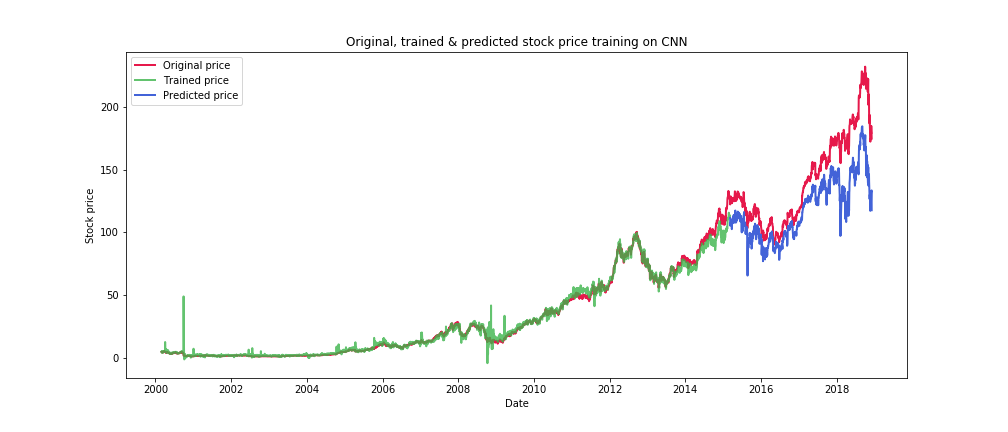 Original, trained & predicted stock price training on CNN
Original price
Trained price
Predicted price
Stock price
200
150
100
50
0
2000 2002 2004 2006 2008 2010 2012 2014 2016 2018
Date